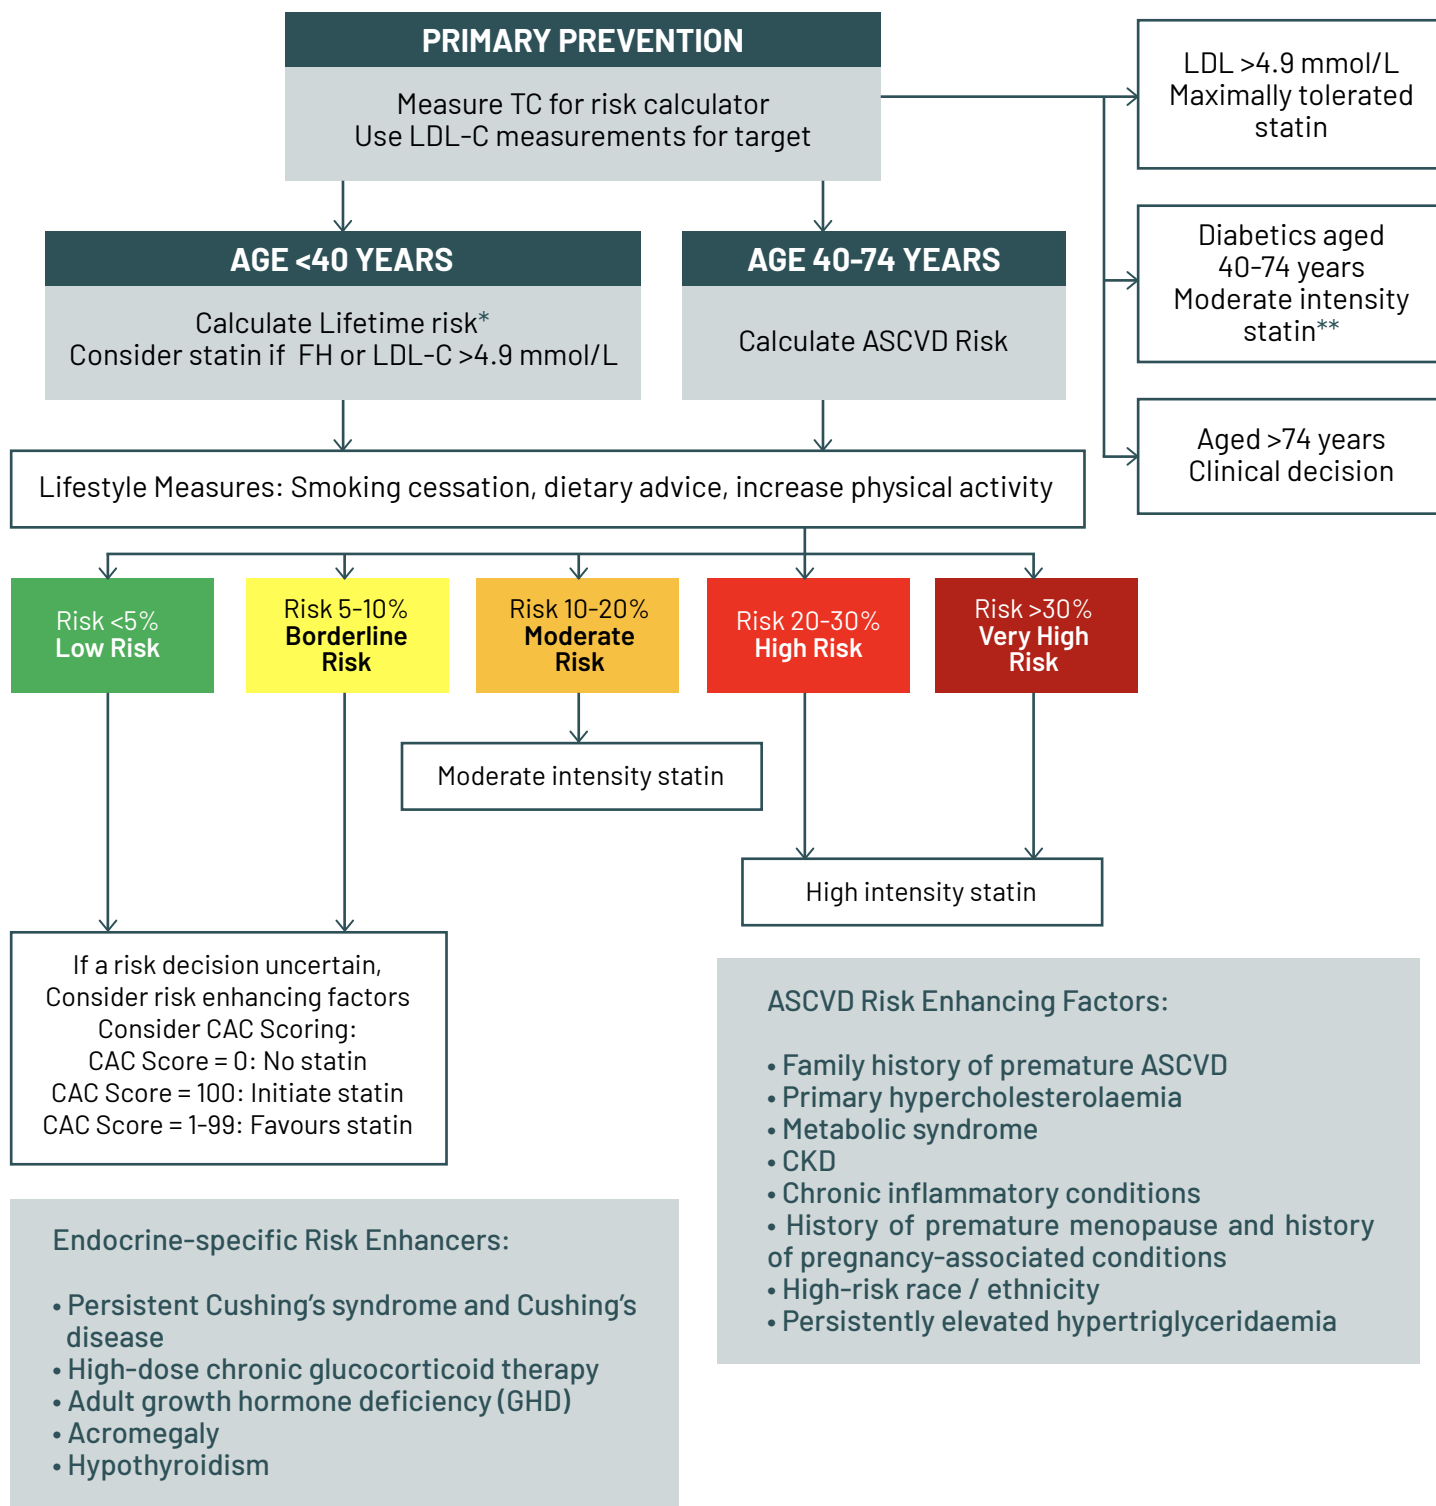 PRIMARY PREVENTION
Measure TC for risk calculator
Use LDL-C measurements for target
LDL >4.9 mmol/L
Maximally tolerated
statin
Diabetics aged
40-74 years
Moderate intensity
statin**
Aged >74 years
Clinical decision
AGE <40 YEARS
Calculate Lifetime risk*
Consider statin if FH or LDL-C >4.9 mmol/L
AGE 40-74 YEARS
Calculate ASCVD Risk
Lifestyle Measures: Smoking cessation, dietary advice, increase physical activity
Risk <5%
Low Risk
Risk 5-10%
Borderline
Risk
Risk 10-20%
Moderate
Risk
Risk 20-30%
High Risk
Risk >30%
Very High
Risk
Moderate intensity statin
High intensity statin
If a risk decision uncertain,
Consider risk enhancing factors
Consider CAC Scoring:
CAC Score = 0: No statin
CAC Score = 100: Initiate statin
CAC Score = 1-99: Favours statin
ASCVD Risk Enhancing Factors:
• Family history of premature ASCVD
• Primary hypercholesterolaemia
• Metabolic syndrome
• CKD
• Chronic inflammatory conditions
• History of premature menopause and history
of pregnancy-associated conditions
• High-risk race / ethnicity
• Persistently elevated hypertriglyceridaemia
Endocrine-specific Risk Enhancers:
• Persistent Cushing's syndrome and Cushing's
disease
• High-dose chronic glucocorticoid therapy
• Adult growth hormone deficiency (GHD)
• Acromegaly
• Hypothyroidism